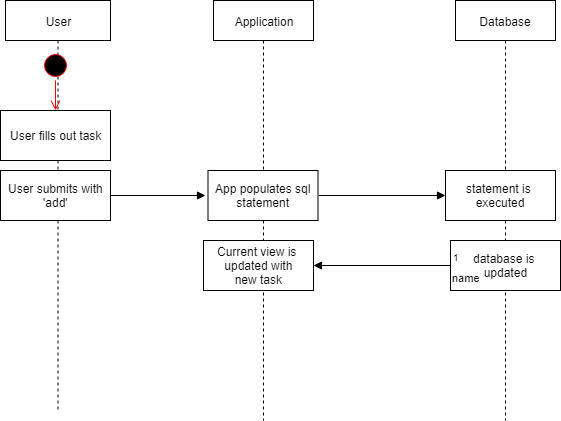 User
Application
Database
User fills out task
User submits with
'add'
App populates sql
statement
statement is
executed
Current view is
updated with
new task
1
database is
updated
name